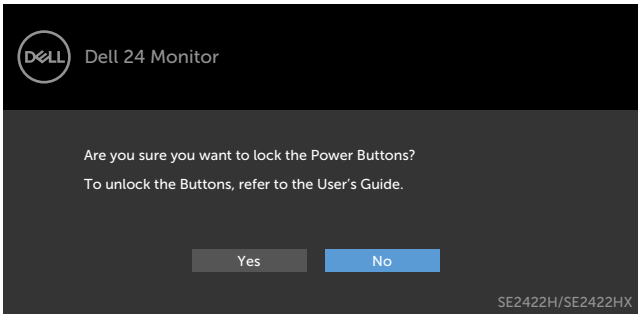 DELL
Dell 24 Monitor
Are you sure you want to lock the Power Buttons?
To unlock the Buttons, refer to the User's Guide.
Yes No
SE2422H/SE2422HX